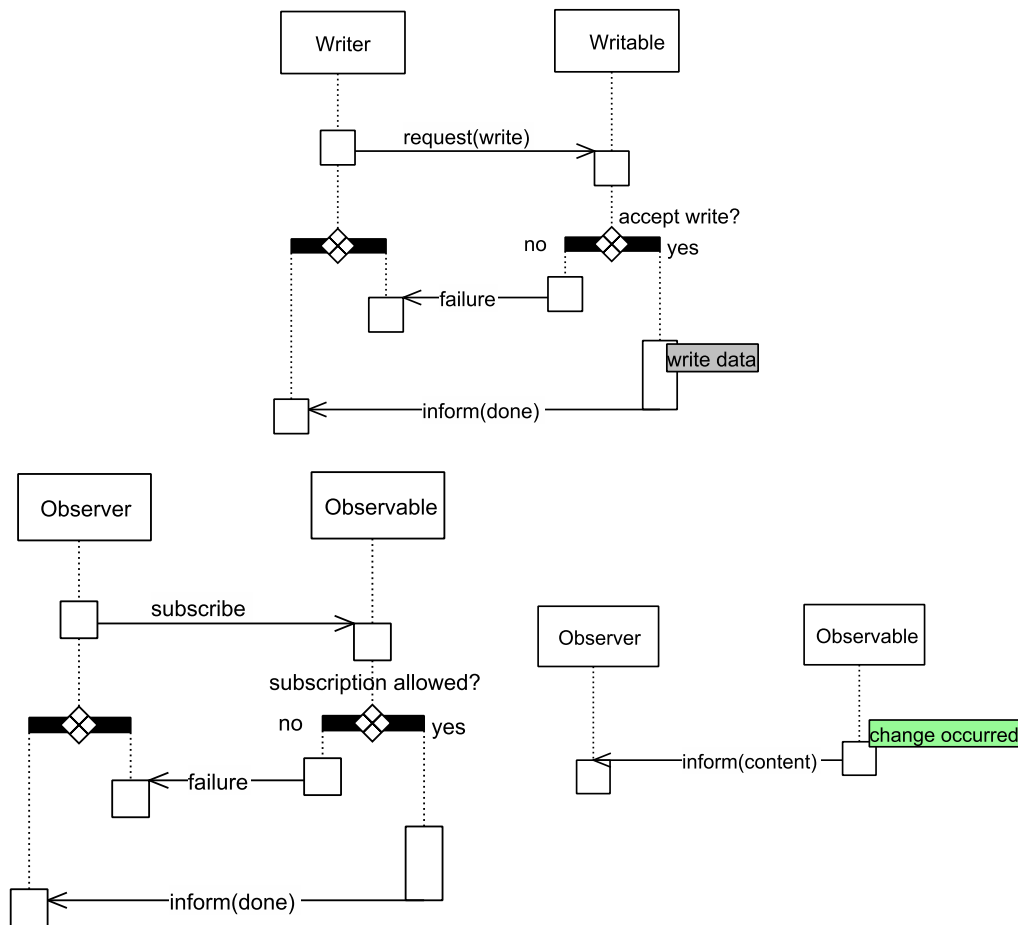 Writer
Writable
request(write)
accept write?
no
yes
failure
write data
inform(done)
Observer
Observable
subscribe
subscription allowed?
no
yes
failure
inform(done)
Observer
Observable
change occurred
inform(content)